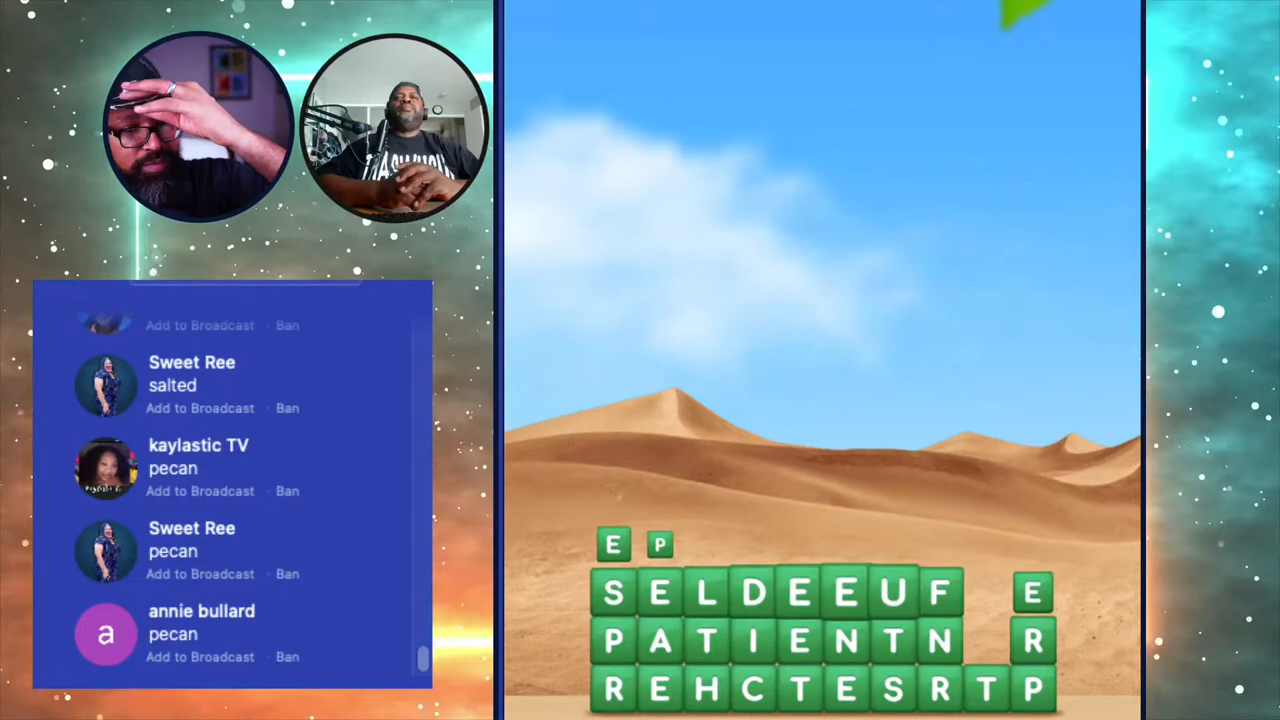 Add to Broadcast · Ban
Sweet Ree
salted
Add to Broadcast · Ban
kaylastic TV
pecan
Add to Broadcast · Ban
Sweet Ree
pecan
Add to Broadcast · Ban
a
annie bullard
pecan
Add to Broadcast · Ban
E P
S E L D E E U F E
P A T I E N T N R
R E H C T E S R T P